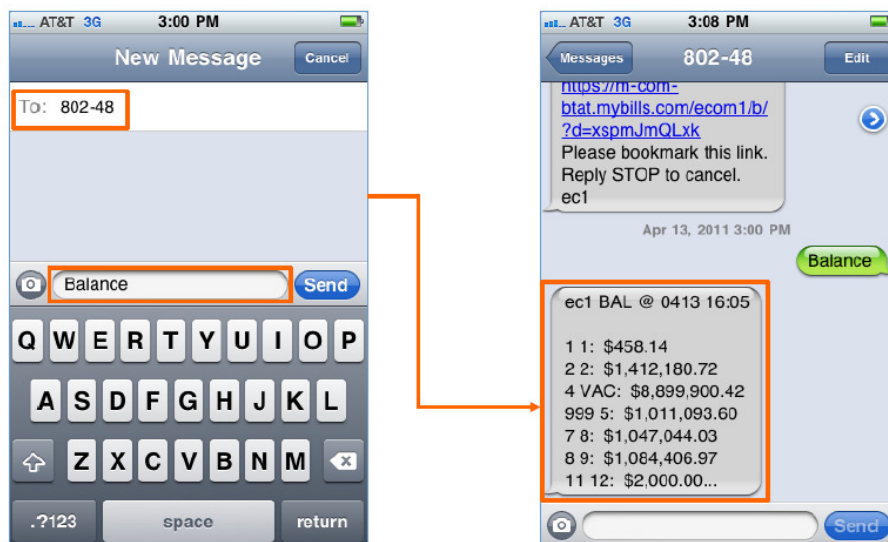 AT&T 3G 3:00 PM
New Message Cancel
To: 802-48
Balance Send
Q W E R T Y U I O P
A S D F G H J K L
Z X C V B N M
.?123 space return
AT&T 3G 3:08 PM
Messages 802-48 Edit
https://m-com-
btat.mybills.com/ecom1/b/
?d=xspmJmQLxk
Please bookmark this link.
Reply STOP to cancel.
ec1
Apr 13, 2011 3:00 PM
Balance
ec1 BAL @ 0413 16:05
1 1: $458.14
2 2: $1,412,180.72
4 VAC: $8,899,900.42
999 5: $1,011,093.60
7 8: $1,047,044.03
8 9: $1,084,406.97
11 12: $2,000.00...
Send